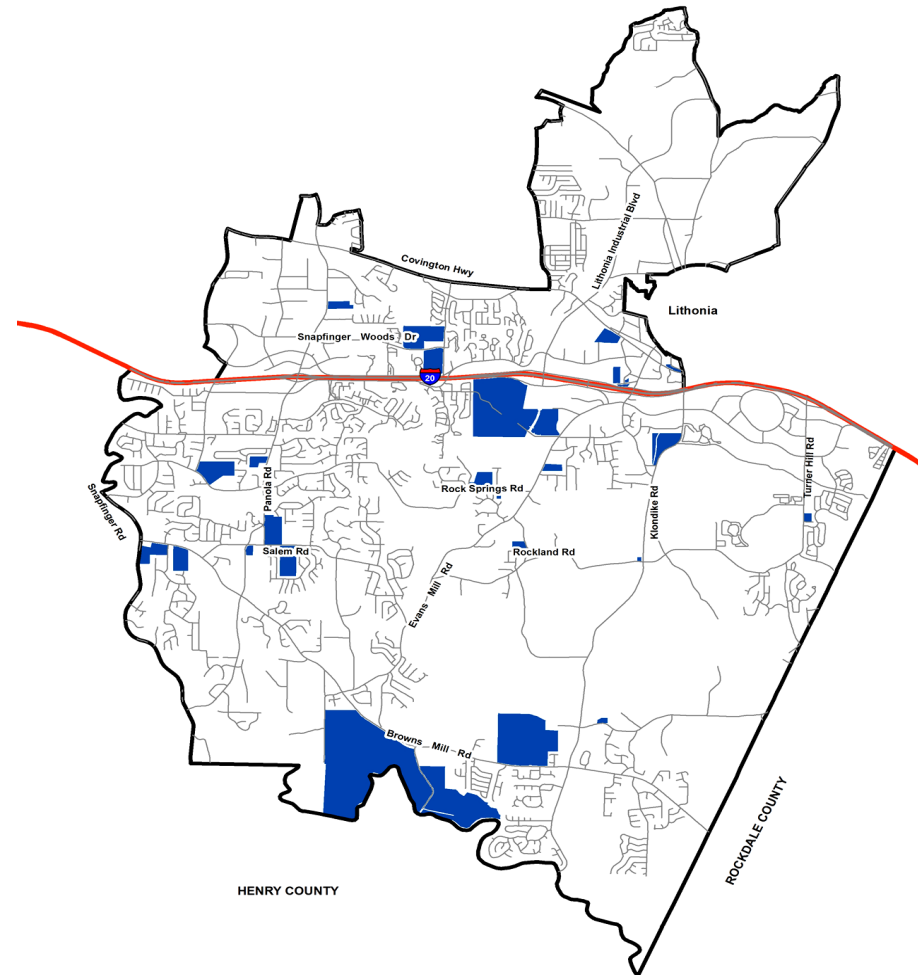 Covington Hwy
Lithonia Industrial Blvd
Lithonia
Snapfinger Woods Dr
20
Snapfinger Rd
Panola Rd
Rock Springs Rd
Turner Hill Rd
Klondike Rd
Salem Rd
Rockland Rd
Evans Mill Rd
Browns Mill Rd
ROCKDALE COUNTY
HENRY COUNTY